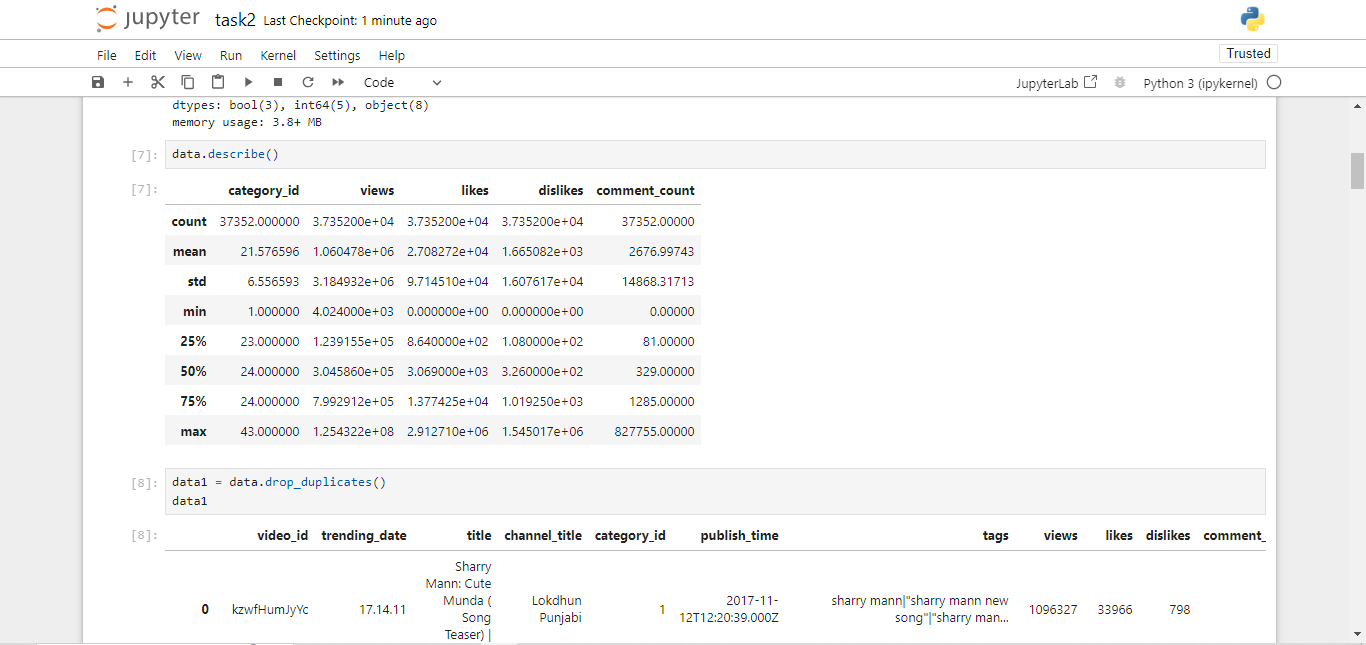 jupyter task2 Last Checkpoint: 1 minute ago
File Edit View Run Kernel Settings Help Trusted
Code JupyterLab Python 3 (ipykernel)
dtypes: bool(3), int64(5), object(8)
memory usage: 3.8+ MB
[7]: data.describe()
[7]: category_id views likes dislikes comment_count
count 37352.000000 3.735200e+04 3.735200e+04 3.735200e+04 37352.00000
mean 21.576596 1.060478e+06 2.708272e+04 1.665082e+03 2676.99743
std 6.556593 3.184932e+06 9.714510e+04 1.607617e+04 14868.31713
min 1.000000 4.024000e+03 0.000000e+00 0.000000e+00 0.00000
25% 23.000000 1.239155e+05 8.640000e+02 1.080000e+02 81.00000
50% 24.000000 3.045860e+05 3.069000e+03 3.260000e+02 329.00000
75% 24.000000 7.992912e+05 1.377425e+04 1.019250e+03 1285.00000
max 43.000000 1.254322e+08 2.912710e+06 1.545017e+06 827755.00000
[8]: data1 = data.drop_duplicates()
data1
[8]: video_id trending_date title channel_title category_id publish_time tags views likes dislikes comment_
Sharry
Mann: Cute
Munda ( Lokdhun 2017-11- sharry mann|"sharry mann new
0 kzwfHumJyYc 17.14.11 1 1096327 33966 798
Song Punjabi 12T12:20:39.000Z song"|"sharry man...
Teaser) |